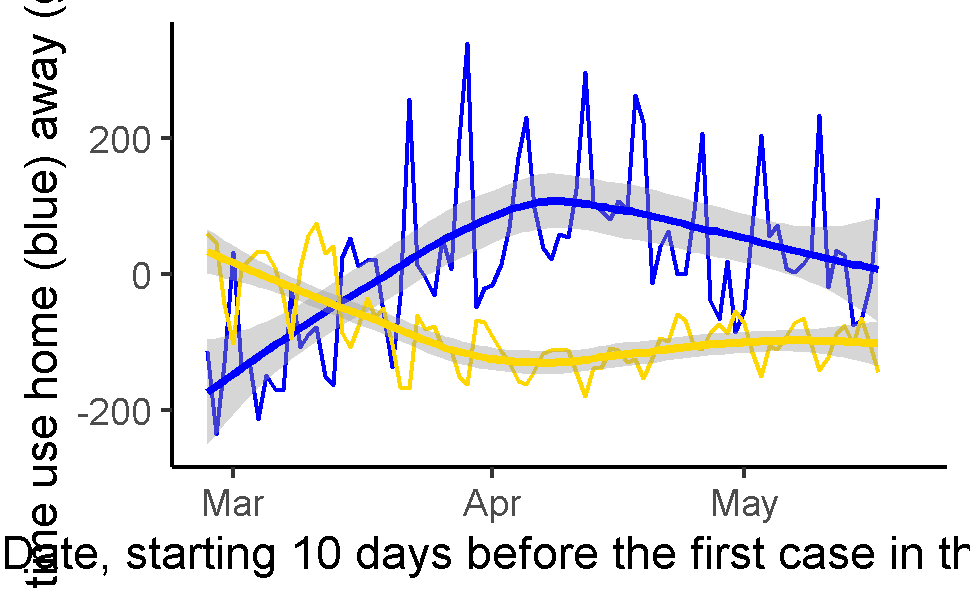 time use home (blue) away (
200
0
-200
Mar Apr May
Date, starting 10 days before the first case in th